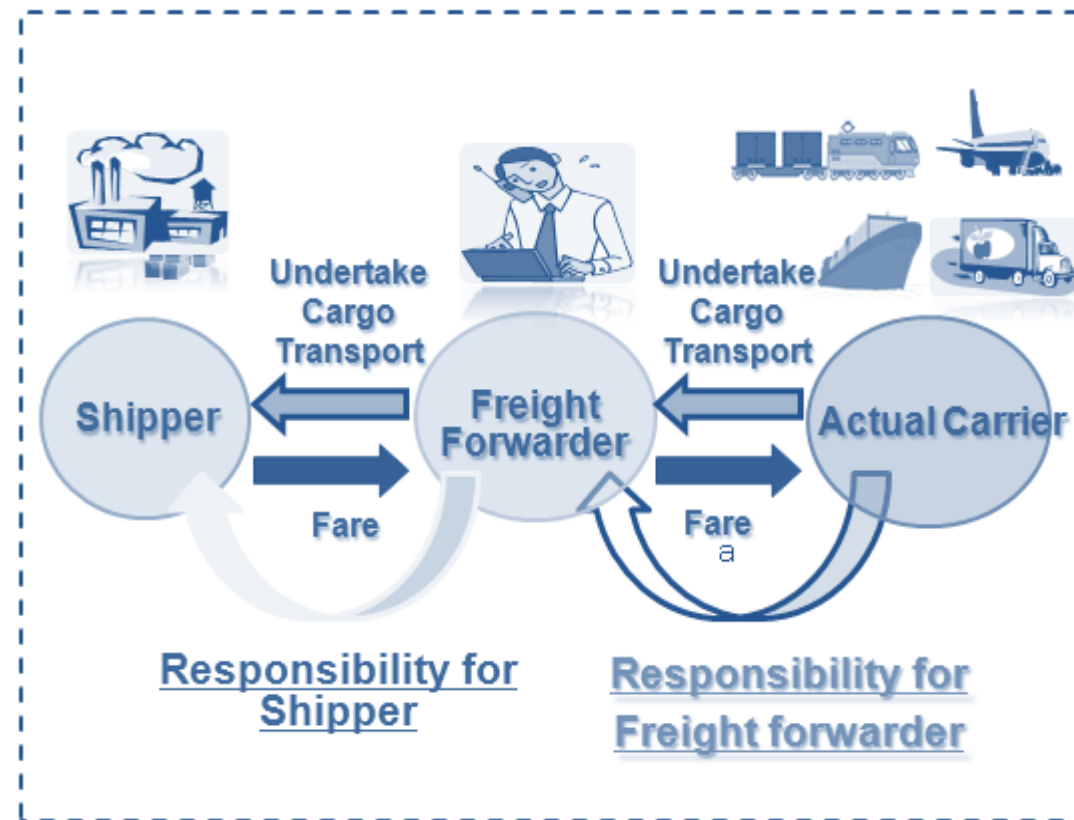 Undertake
Cargo
Transport
Undertake
Cargo
Transport
Shipper
Freight
Forwarder
Actual Carrier
Fare
Fare
a
Responsibility for
Shipper
Responsibility for
Freight forwarder